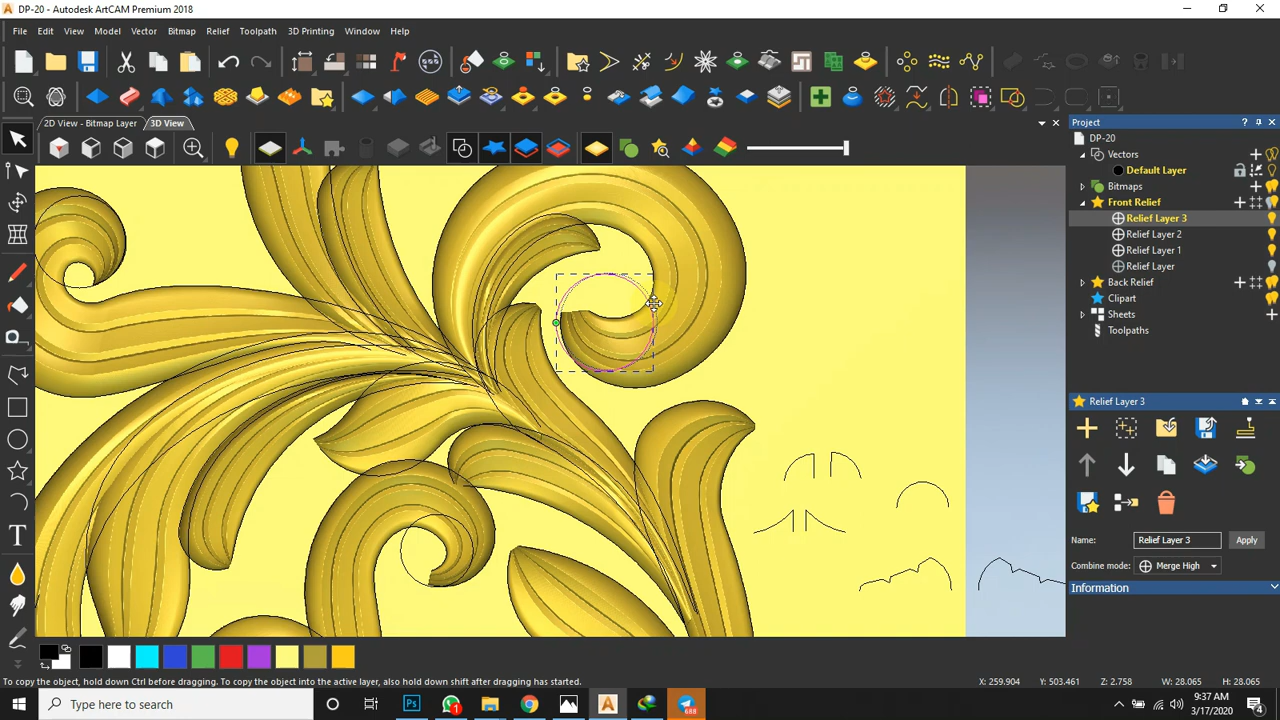 DP-20 - Autodesk ArtCAM Premium 2018
File Edit View Model Vector Bitmap Relief Toolpath 3D Printing Window Help
2D View - Bitmap Layer 3D View
Project
DP-20
Vectors
Default Layer
Bitmaps
Front Relief
Relief Layer 3
Relief Layer 2
Relief Layer 1
Relief Layer
Back Relief
Clipart
Sheets
Toolpaths
Relief Layer 3
Name: Relief Layer 3 Apply
Combine mode: Merge High
Information
To copy the object, hold down Ctrl before dragging. To copy the object into the active layer, also hold down shift after dragging has started.
X: 259.904 Y: 503.461 Z: 2.758 W: 28.065 H: 28.065
Type here to search
Ps
1
688
9:37 AM
3/17/2020
4